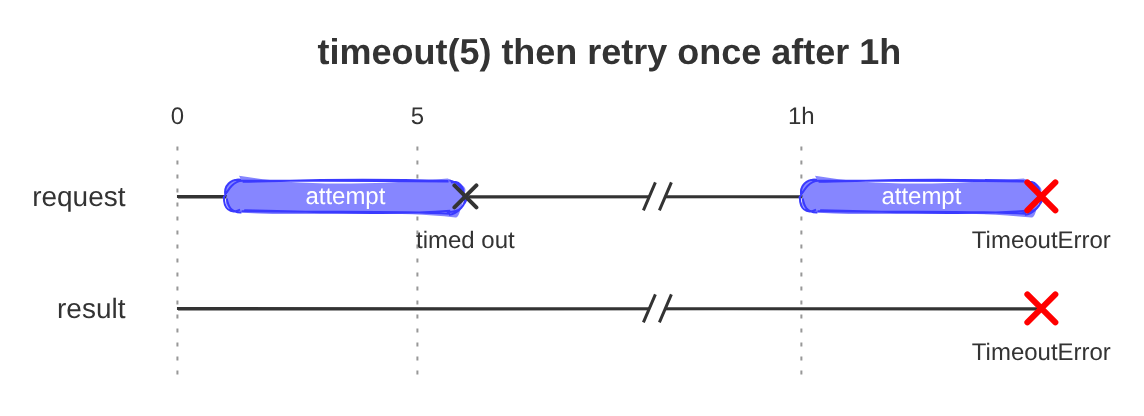 timeout(5) then retry once after 1h
0 5 1h
request attempt attempt
timed out TimeoutError
result
TimeoutError